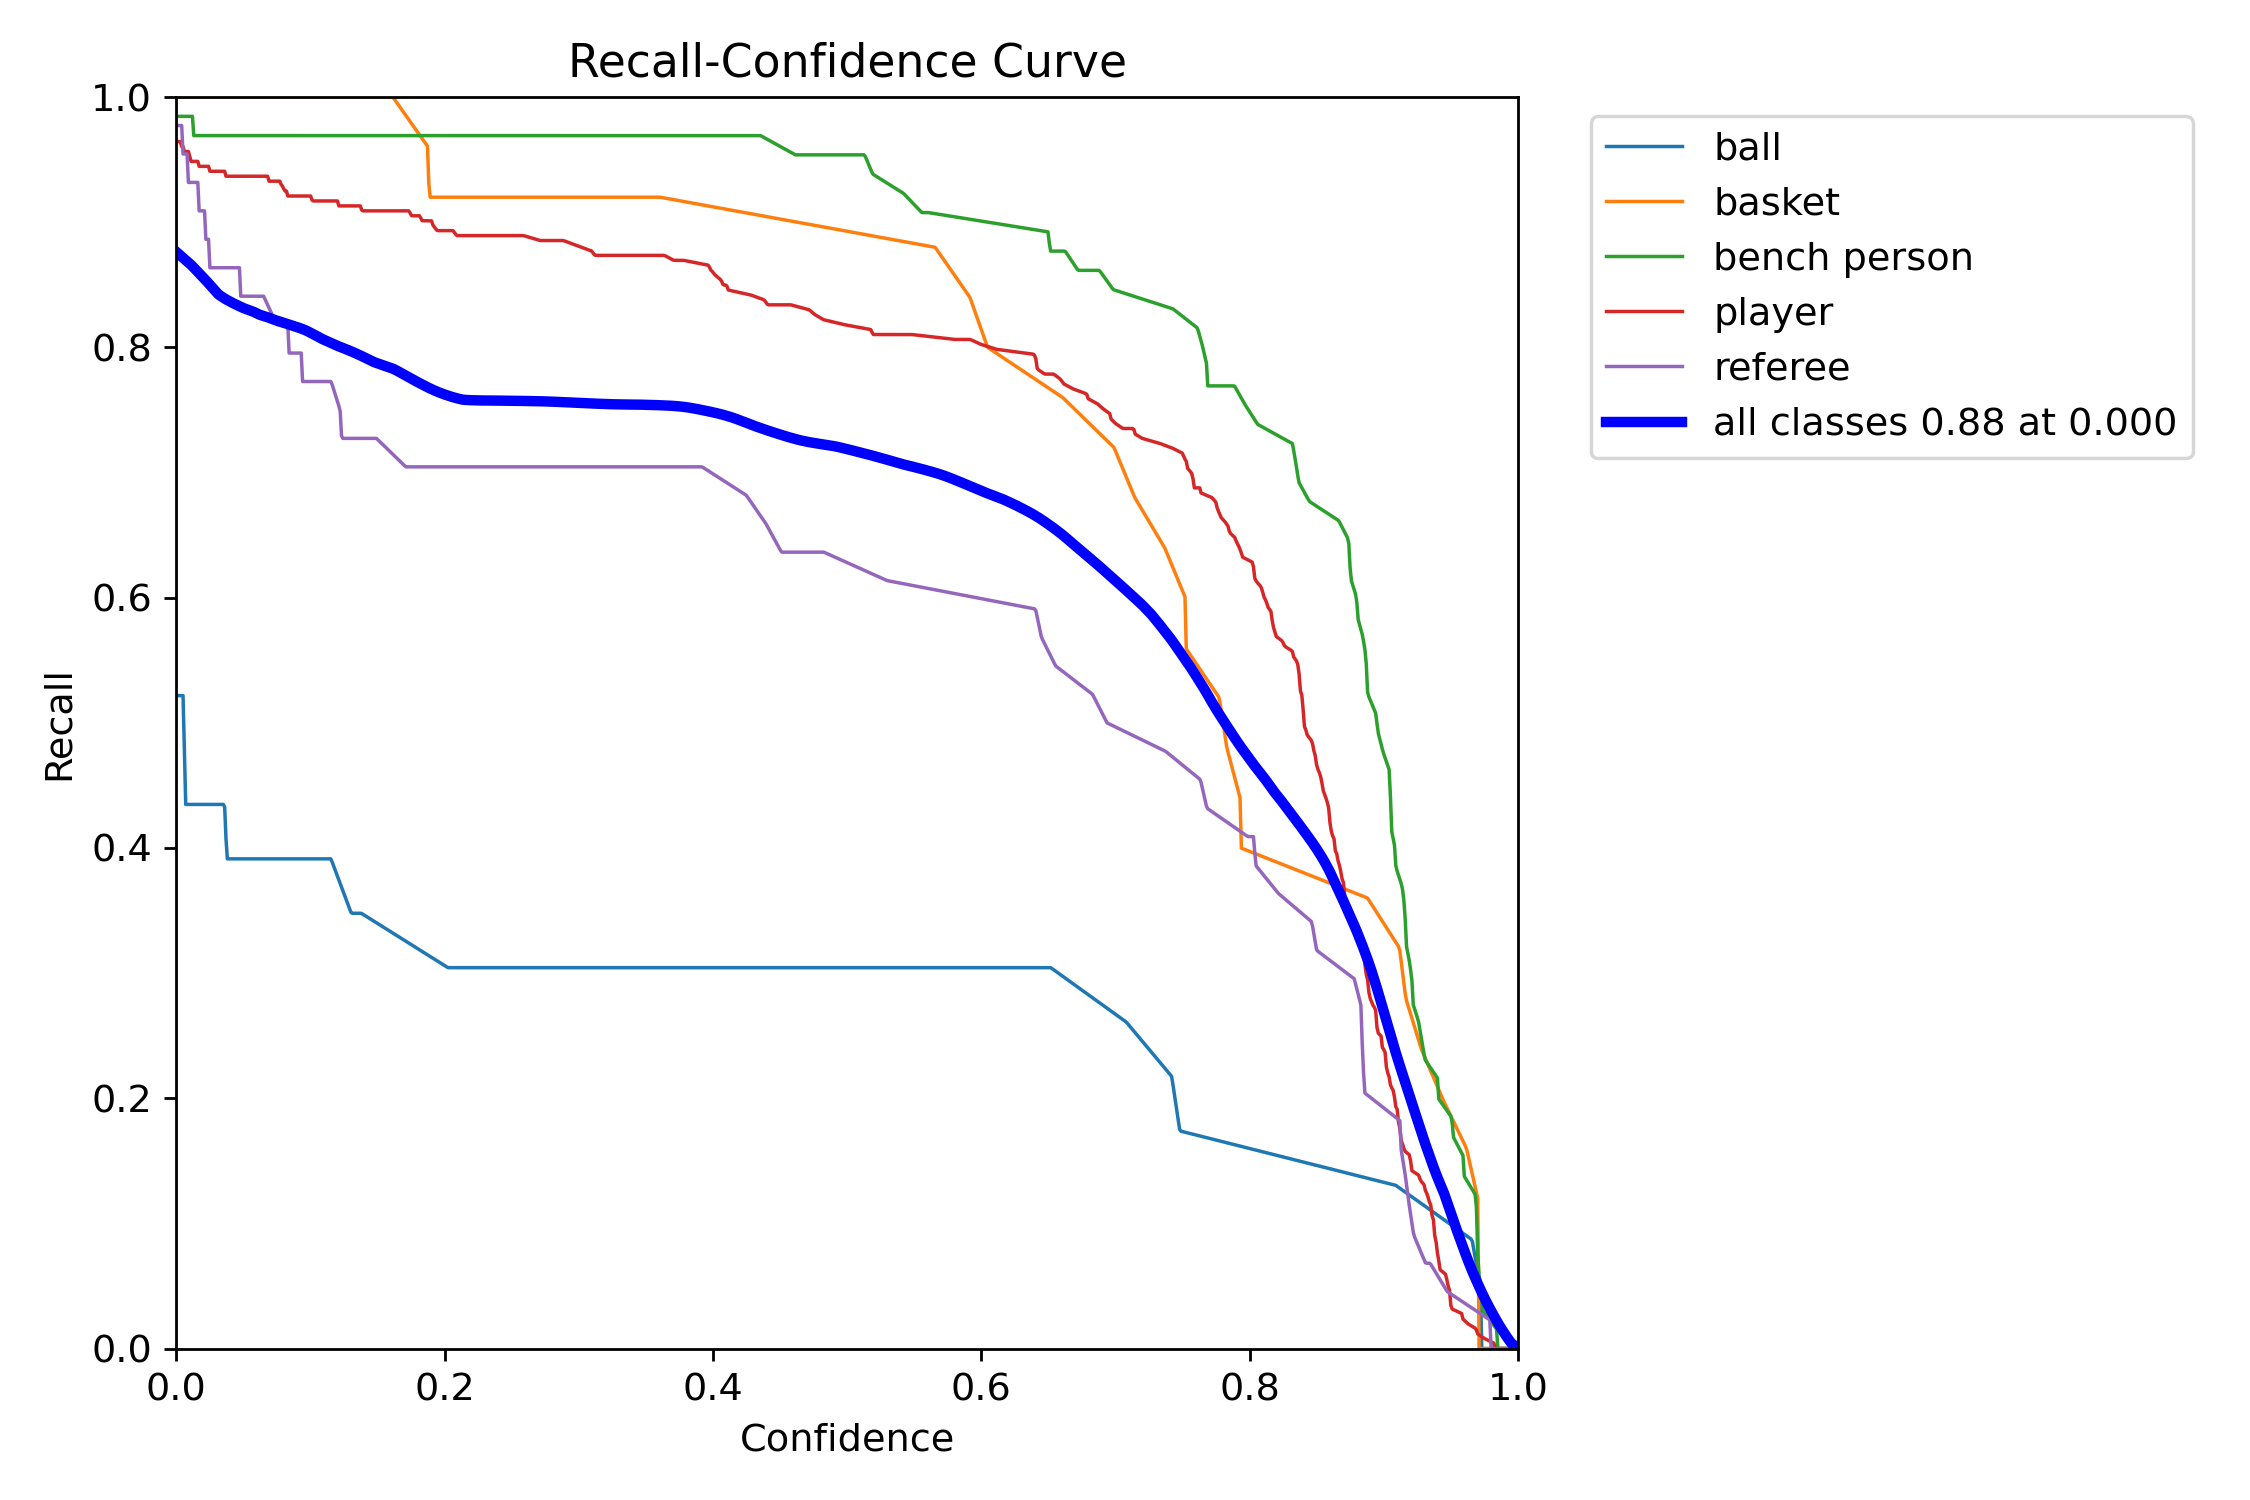 Recall-Confidence Curve
1.0
0.8
0.6
0.4
0.2
0.0
Recall
0.0 0.2 0.4 0.6 0.8 1.0
Confidence
ball
basket
bench person
player
referee
all classes 0.88 at 0.000